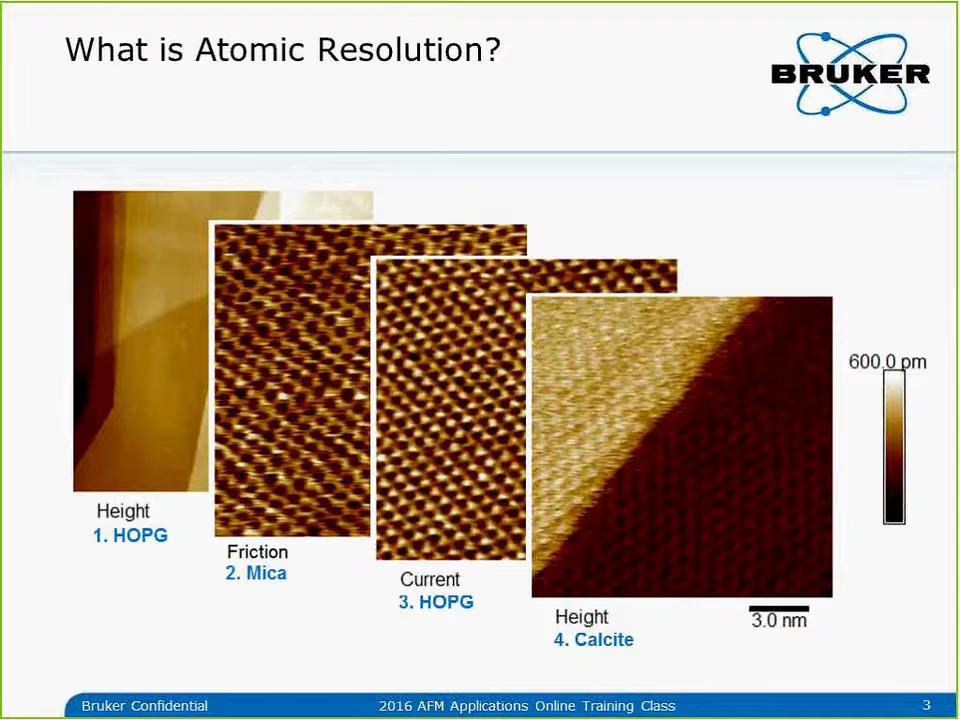 What is Atomic Resolution?
BRUKER
600.0 pm
Height
1. HOPG
Friction
2. Mica
Current
3. HOPG
Height
4. Calcite
3.0 nm
Bruker Confidential
2016 AFM Applications Online Training Class
3